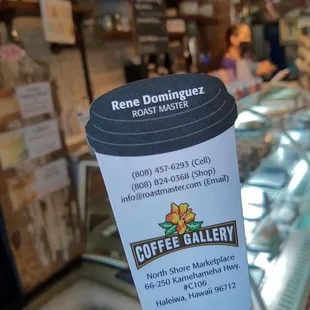 Rene Dominguez
ROAST MASTER
(808) 457-6293 (Cell)
(808) 824-0368 (Shop)
info@roastmaster.com (Email)
COFFEE GALLERY
North Shore Marketplace
66-250 Kamehameha Hwy.
#C106
Haleiwa, Hawaii 96712